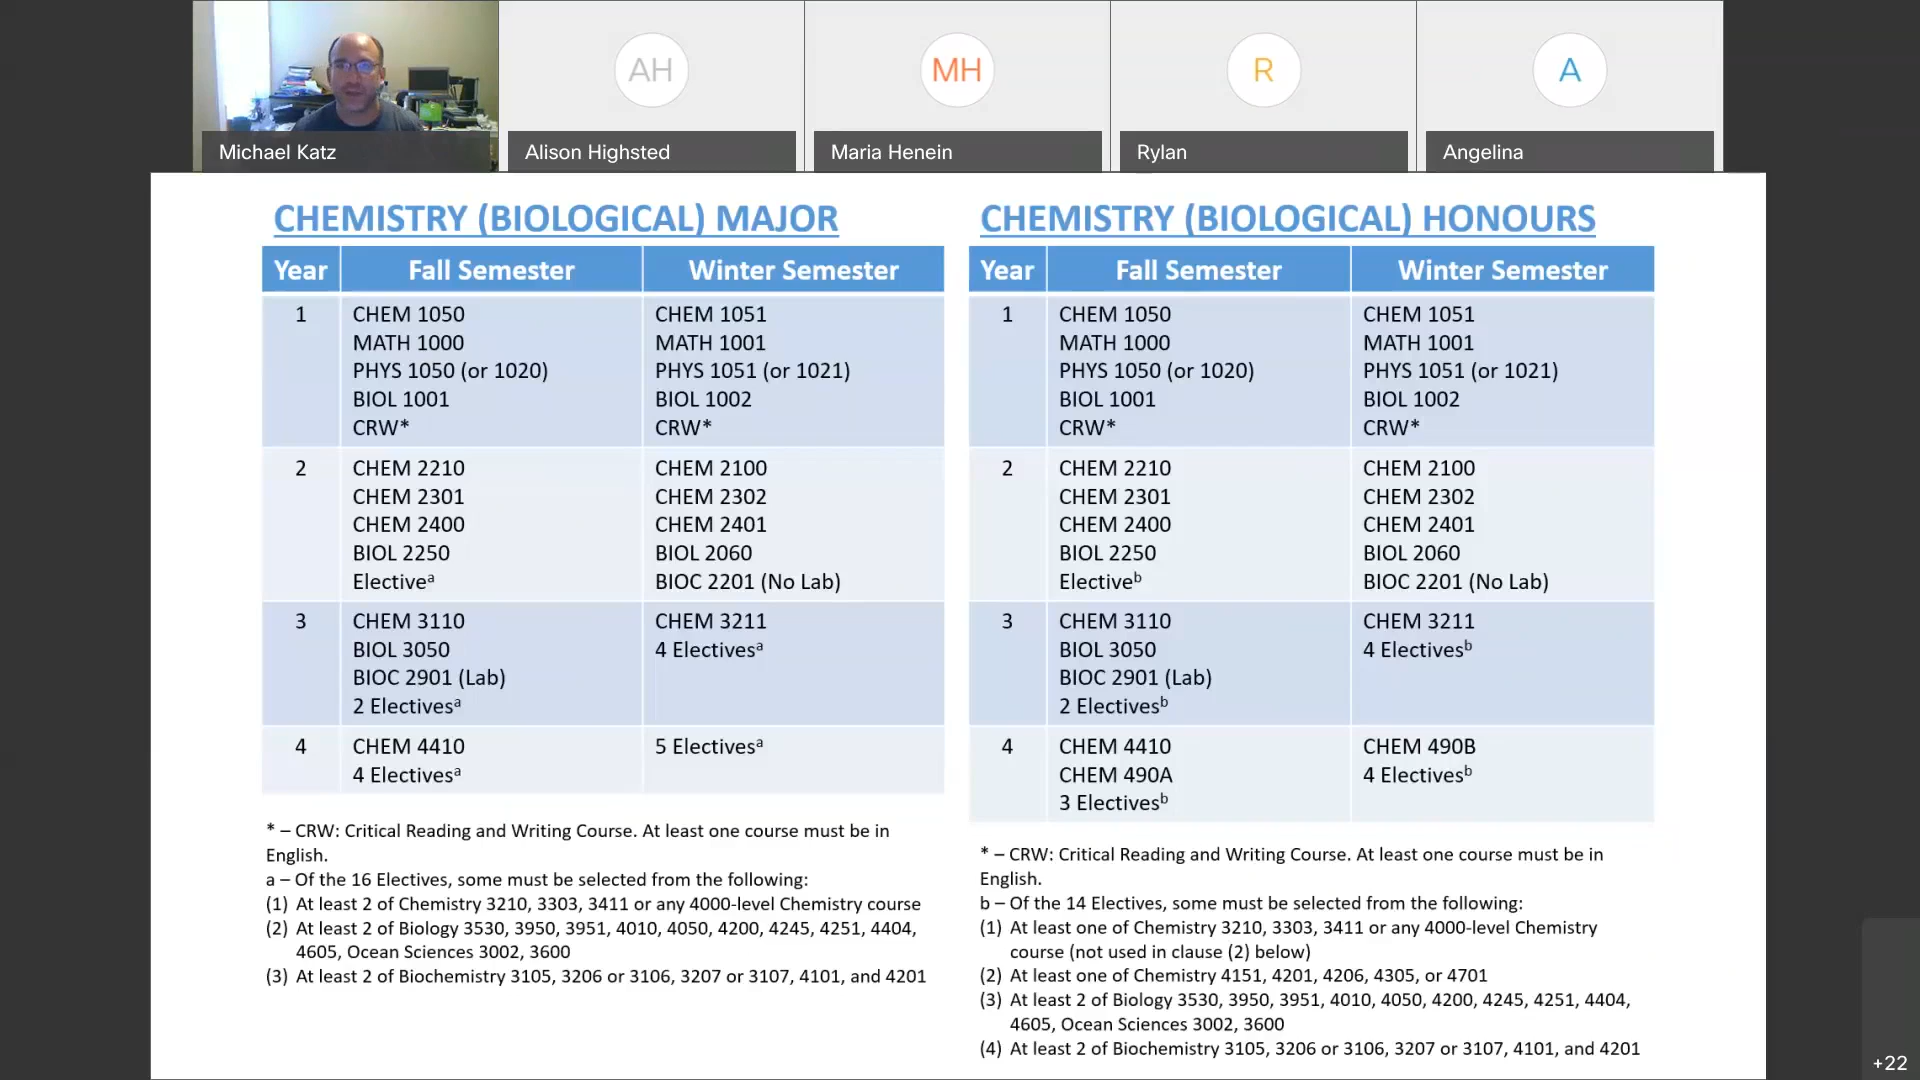 AH
MH
R
A
Michael Katz
Alison Highsted
Maria Henein
Rylan
Angelina
CHEMISTRY (BIOLOGICAL) MAJOR
Year Fall Semester Winter Semester
1
CHEM 1050
MATH 1000
PHYS 1050 (or 1020)
BIOL 1001
CRW*
CHEM 1051
MATH 1001
PHYS 1051 (or 1021)
BIOL 1002
CRW*
2
CHEM 2210
CHEM 2301
CHEM 2400
BIOL 2250
Electiveᵃ
CHEM 2100
CHEM 2302
CHEM 2401
BIOL 2060
BIOC 2201 (No Lab)
3
CHEM 3110
BIOL 3050
BIOC 2901 (Lab)
2 Electivesᵃ
CHEM 3211
4 Electivesᵃ
4
CHEM 4410
4 Electivesᵃ
5 Electivesᵃ
* – CRW: Critical Reading and Writing Course. At least one course must be in
English.
a – Of the 16 Electives, some must be selected from the following:
(1) At least 2 of Chemistry 3210, 3303, 3411 or any 4000-level Chemistry course
(2) At least 2 of Biology 3530, 3950, 3951, 4010, 4050, 4200, 4245, 4251, 4404,
4605, Ocean Sciences 3002, 3600
(3) At least 2 of Biochemistry 3105, 3206 or 3106, 3207 or 3107, 4101, and 4201
CHEMISTRY (BIOLOGICAL) HONOURS
Year Fall Semester Winter Semester
1
CHEM 1050
MATH 1000
PHYS 1050 (or 1020)
BIOL 1001
CRW*
CHEM 1051
MATH 1001
PHYS 1051 (or 1021)
BIOL 1002
CRW*
2
CHEM 2210
CHEM 2301
CHEM 2400
BIOL 2250
Electiveᵇ
CHEM 2100
CHEM 2302
CHEM 2401
BIOL 2060
BIOC 2201 (No Lab)
3
CHEM 3110
BIOL 3050
BIOC 2901 (Lab)
2 Electivesᵇ
CHEM 3211
4 Electivesᵇ
4
CHEM 4410
CHEM 490A
3 Electivesᵇ
CHEM 490B
4 Electivesᵇ
* – CRW: Critical Reading and Writing Course. At least one course must be in
English.
b – Of the 14 Electives, some must be selected from the following:
(1) At least one of Chemistry 3210, 3303, 3411 or any 4000-level Chemistry
course (not used in clause (2) below)
(2) At least one of Chemistry 4151, 4201, 4206, 4305, or 4701
(3) At least 2 of Biology 3530, 3950, 3951, 4010, 4050, 4200, 4245, 4251, 4404,
4605, Ocean Sciences 3002, 3600
(4) At least 2 of Biochemistry 3105, 3206 or 3106, 3207 or 3107, 4101, and 4201
+22